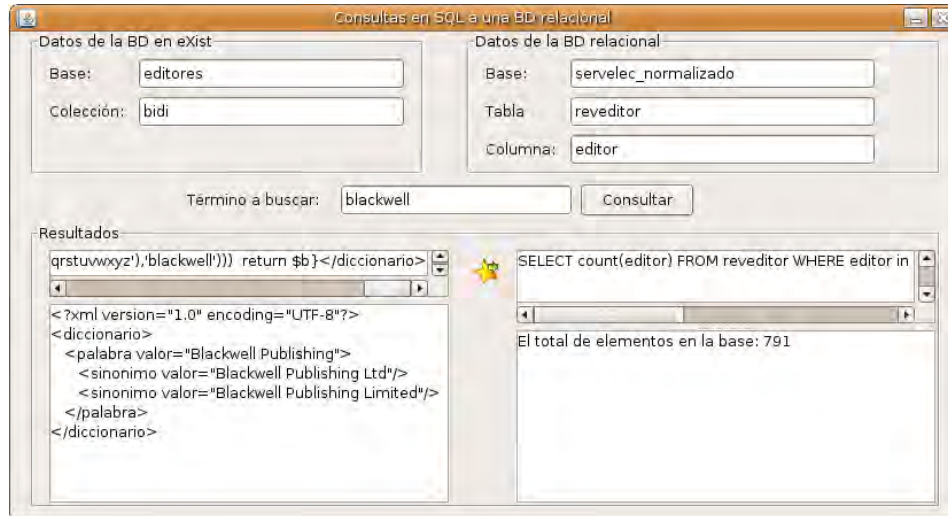 Consultas en SQL a una BD relacional
Datos de la BD en eXist
Base: editores
Colección: bidi
Datos de la BD relacional
Base: servelec_normalizado
Tabla reveditor
Columna: editor
Término a buscar: blackwell Consultar
Resultados
qrstuvwxyz'),'blackwell'))) return $b}</diccionario>
<?xml version="1.0" encoding="UTF-8"?>
<diccionario>
<palabra valor="Blackwell Publishing">
<sinonimo valor="Blackwell Publishing Ltd"/>
<sinonimo valor="Blackwell Publishing Limited"/>
</palabra>
</diccionario>
SELECT count(editor) FROM reveditor WHERE editor in
El total de elementos en la base: 791